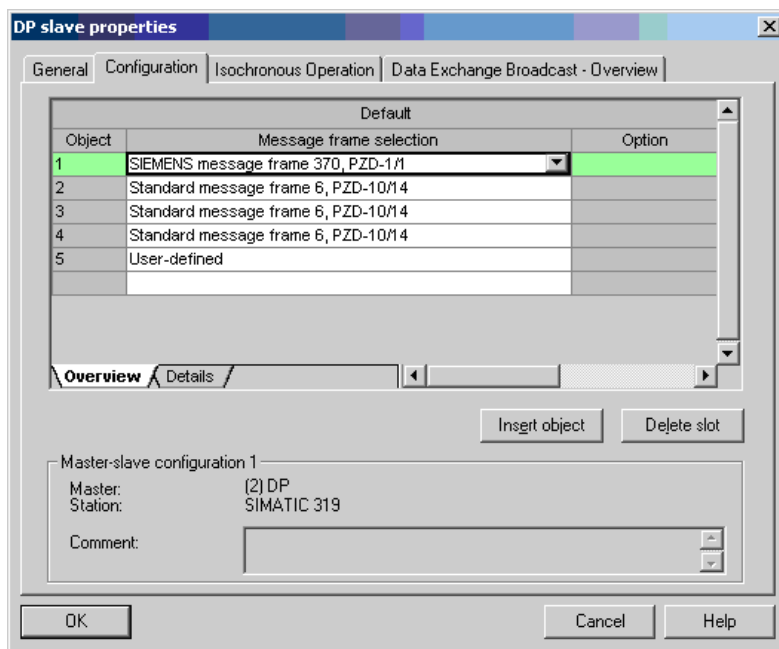 DP slave properties
General Configuration Isochronous Operation Data Exchange Broadcast - Overview
Default
Object Message frame selection Option
1 SIEMENS message frame 370, PZD-1/1
2 Standard message frame 6, PZD-10/14
3 Standard message frame 6, PZD-10/14
4 Standard message frame 6, PZD-10/14
5 User-defined
Overview Details
Insert object Delete slot
Master-slave configuration 1
Master: (2) DP
Station: SIMATIC 319
Comment:
OK Cancel Help